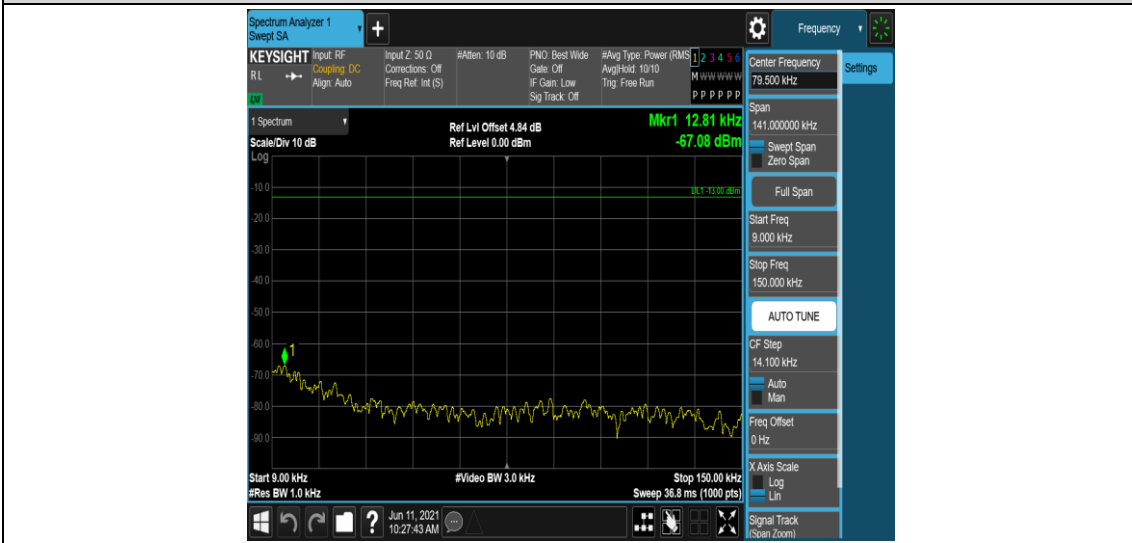 Spectrum Analyzer 1
Swept SA
+
Frequency
KEYSIGHT
RL
LXI
Input: RF
Coupling: DC
Align: Auto
Input Z: 50 Ω
Corrections: Off
Freq Ref: Int (S)
#Atten: 10 dB
PNO: Best Wide
Gate: Off
IF Gain: Low
Sig Track: Off
#Avg Type: Power (RMS
Avg|Hold: 10/10
Trig: Free Run
1 2 3 4 5 6
M W W W W W
P P P P P P
Center Frequency
79.500 kHz
Settings
Span
141.000000 kHz
Swept Span
Zero Span
Full Span
Start Freq
9.000 kHz
Stop Freq
150.000 kHz
AUTO TUNE
CF Step
14.100 kHz
Auto
Man
Freq Offset
0 Hz
X Axis Scale
Log
Lin
Signal Track
(Span Zoom)
1 Spectrum
Scale/Div 10 dB
Log
Ref Lvl Offset 4.84 dB
Ref Level 0.00 dBm
Mkr1 12.81 kHz
-67.08 dBm
DL1 -13.00 dBm
-10.0
-20.0
-30.0
-40.0
-50.0
-60.0
1
-70.0
-80.0
-90.0
Start 9.00 kHz
#Res BW 1.0 kHz
#Video BW 3.0 kHz
Stop 150.00 kHz
Sweep 36.8 ms (1000 pts)
?
Jun 11, 2021
10:27:43 AM